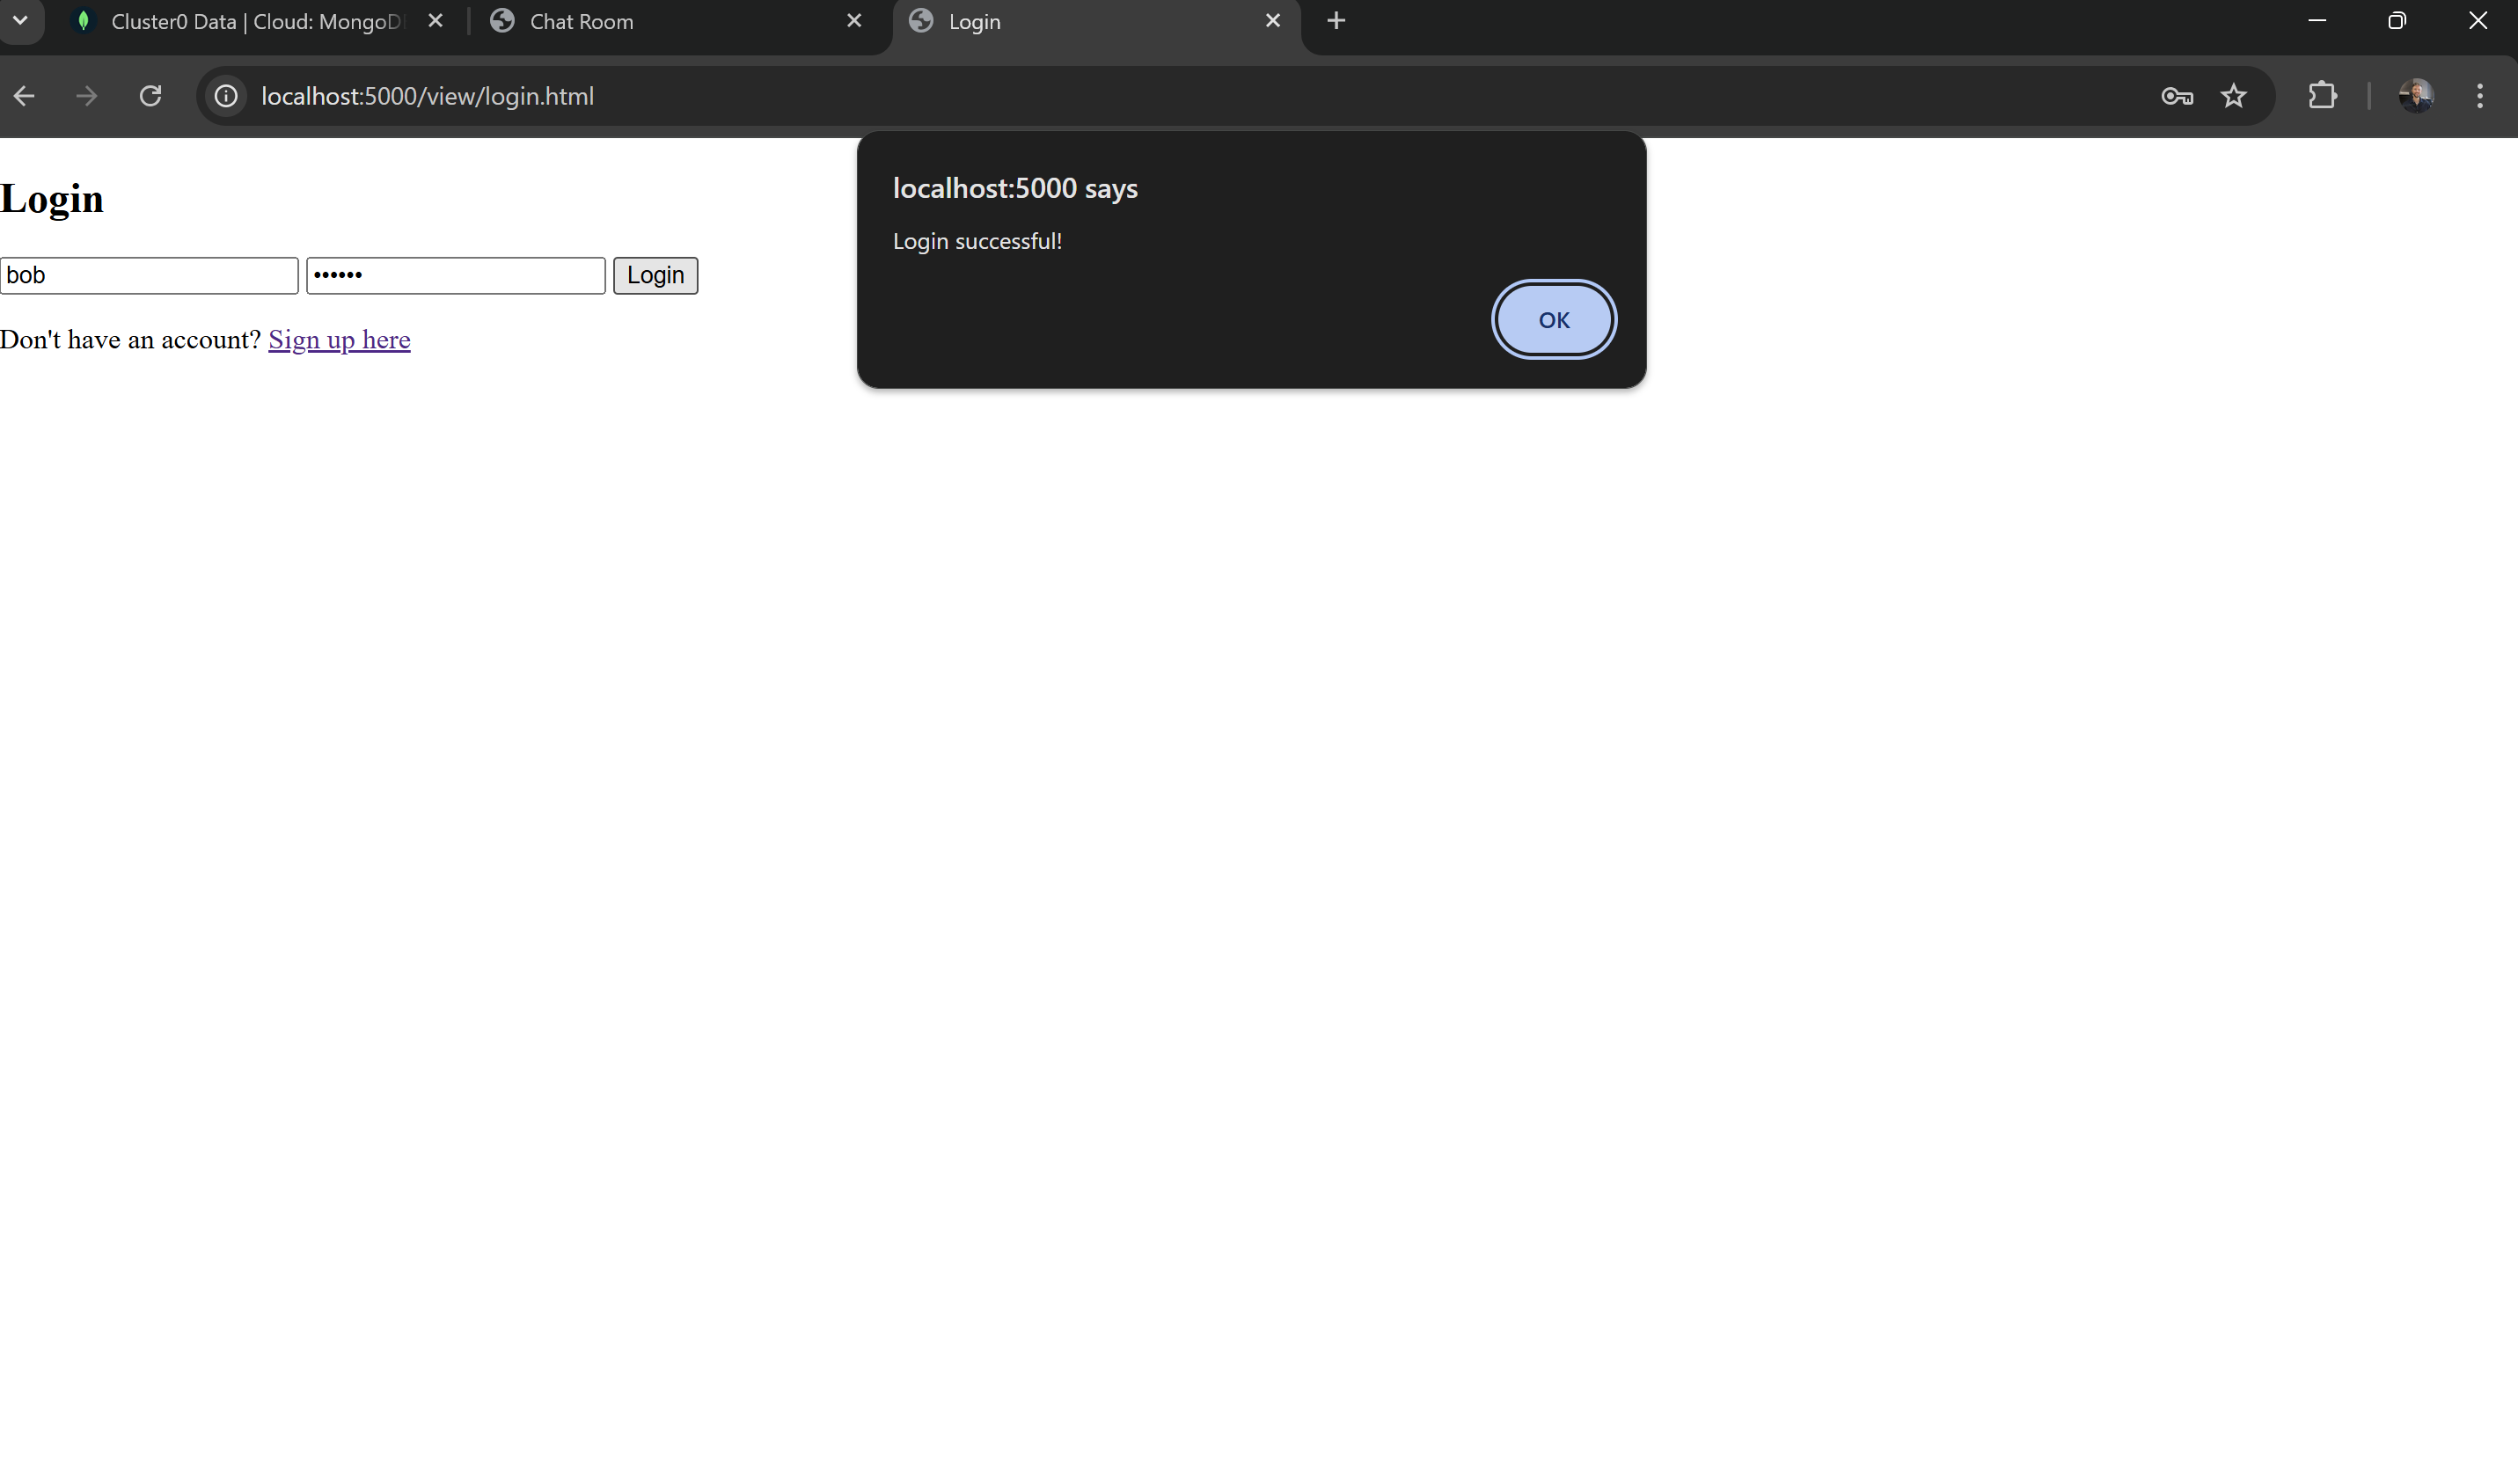 Cluster0 Data | Cloud: MongoD
Chat Room
Login
localhost:5000/view/login.html
localhost:5000 says
Login successful!
OK
Login
bob
•••••• 
Login
Don't have an account? Sign up here